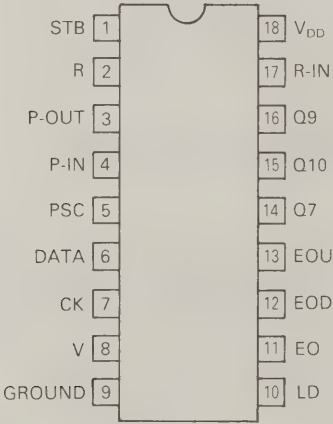 STB 1 18 VDD
R 2 17 R-IN
P-OUT 3 16 Q9
P-IN 4 15 Q10
PSC 5 14 Q7
DATA 6 13 EOU
CK 7 12 EOD
V 8 11 EO
GROUND 9 10 LD